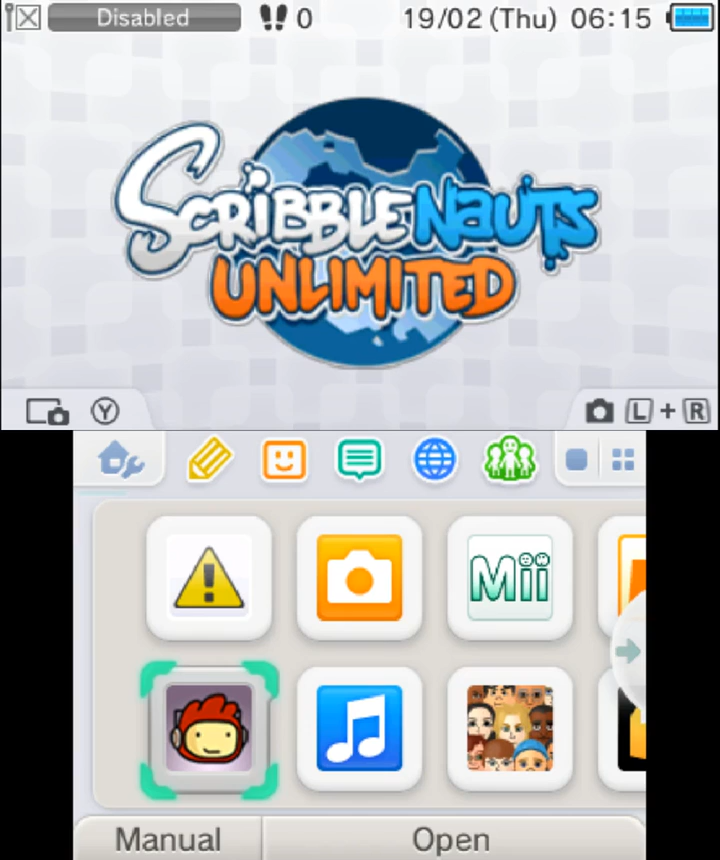 Disabled 0 19/02 (Thu) 06:15
SCRIBBLENAUTS
UNLIMITED
Y L + R
Mii
Manual Open